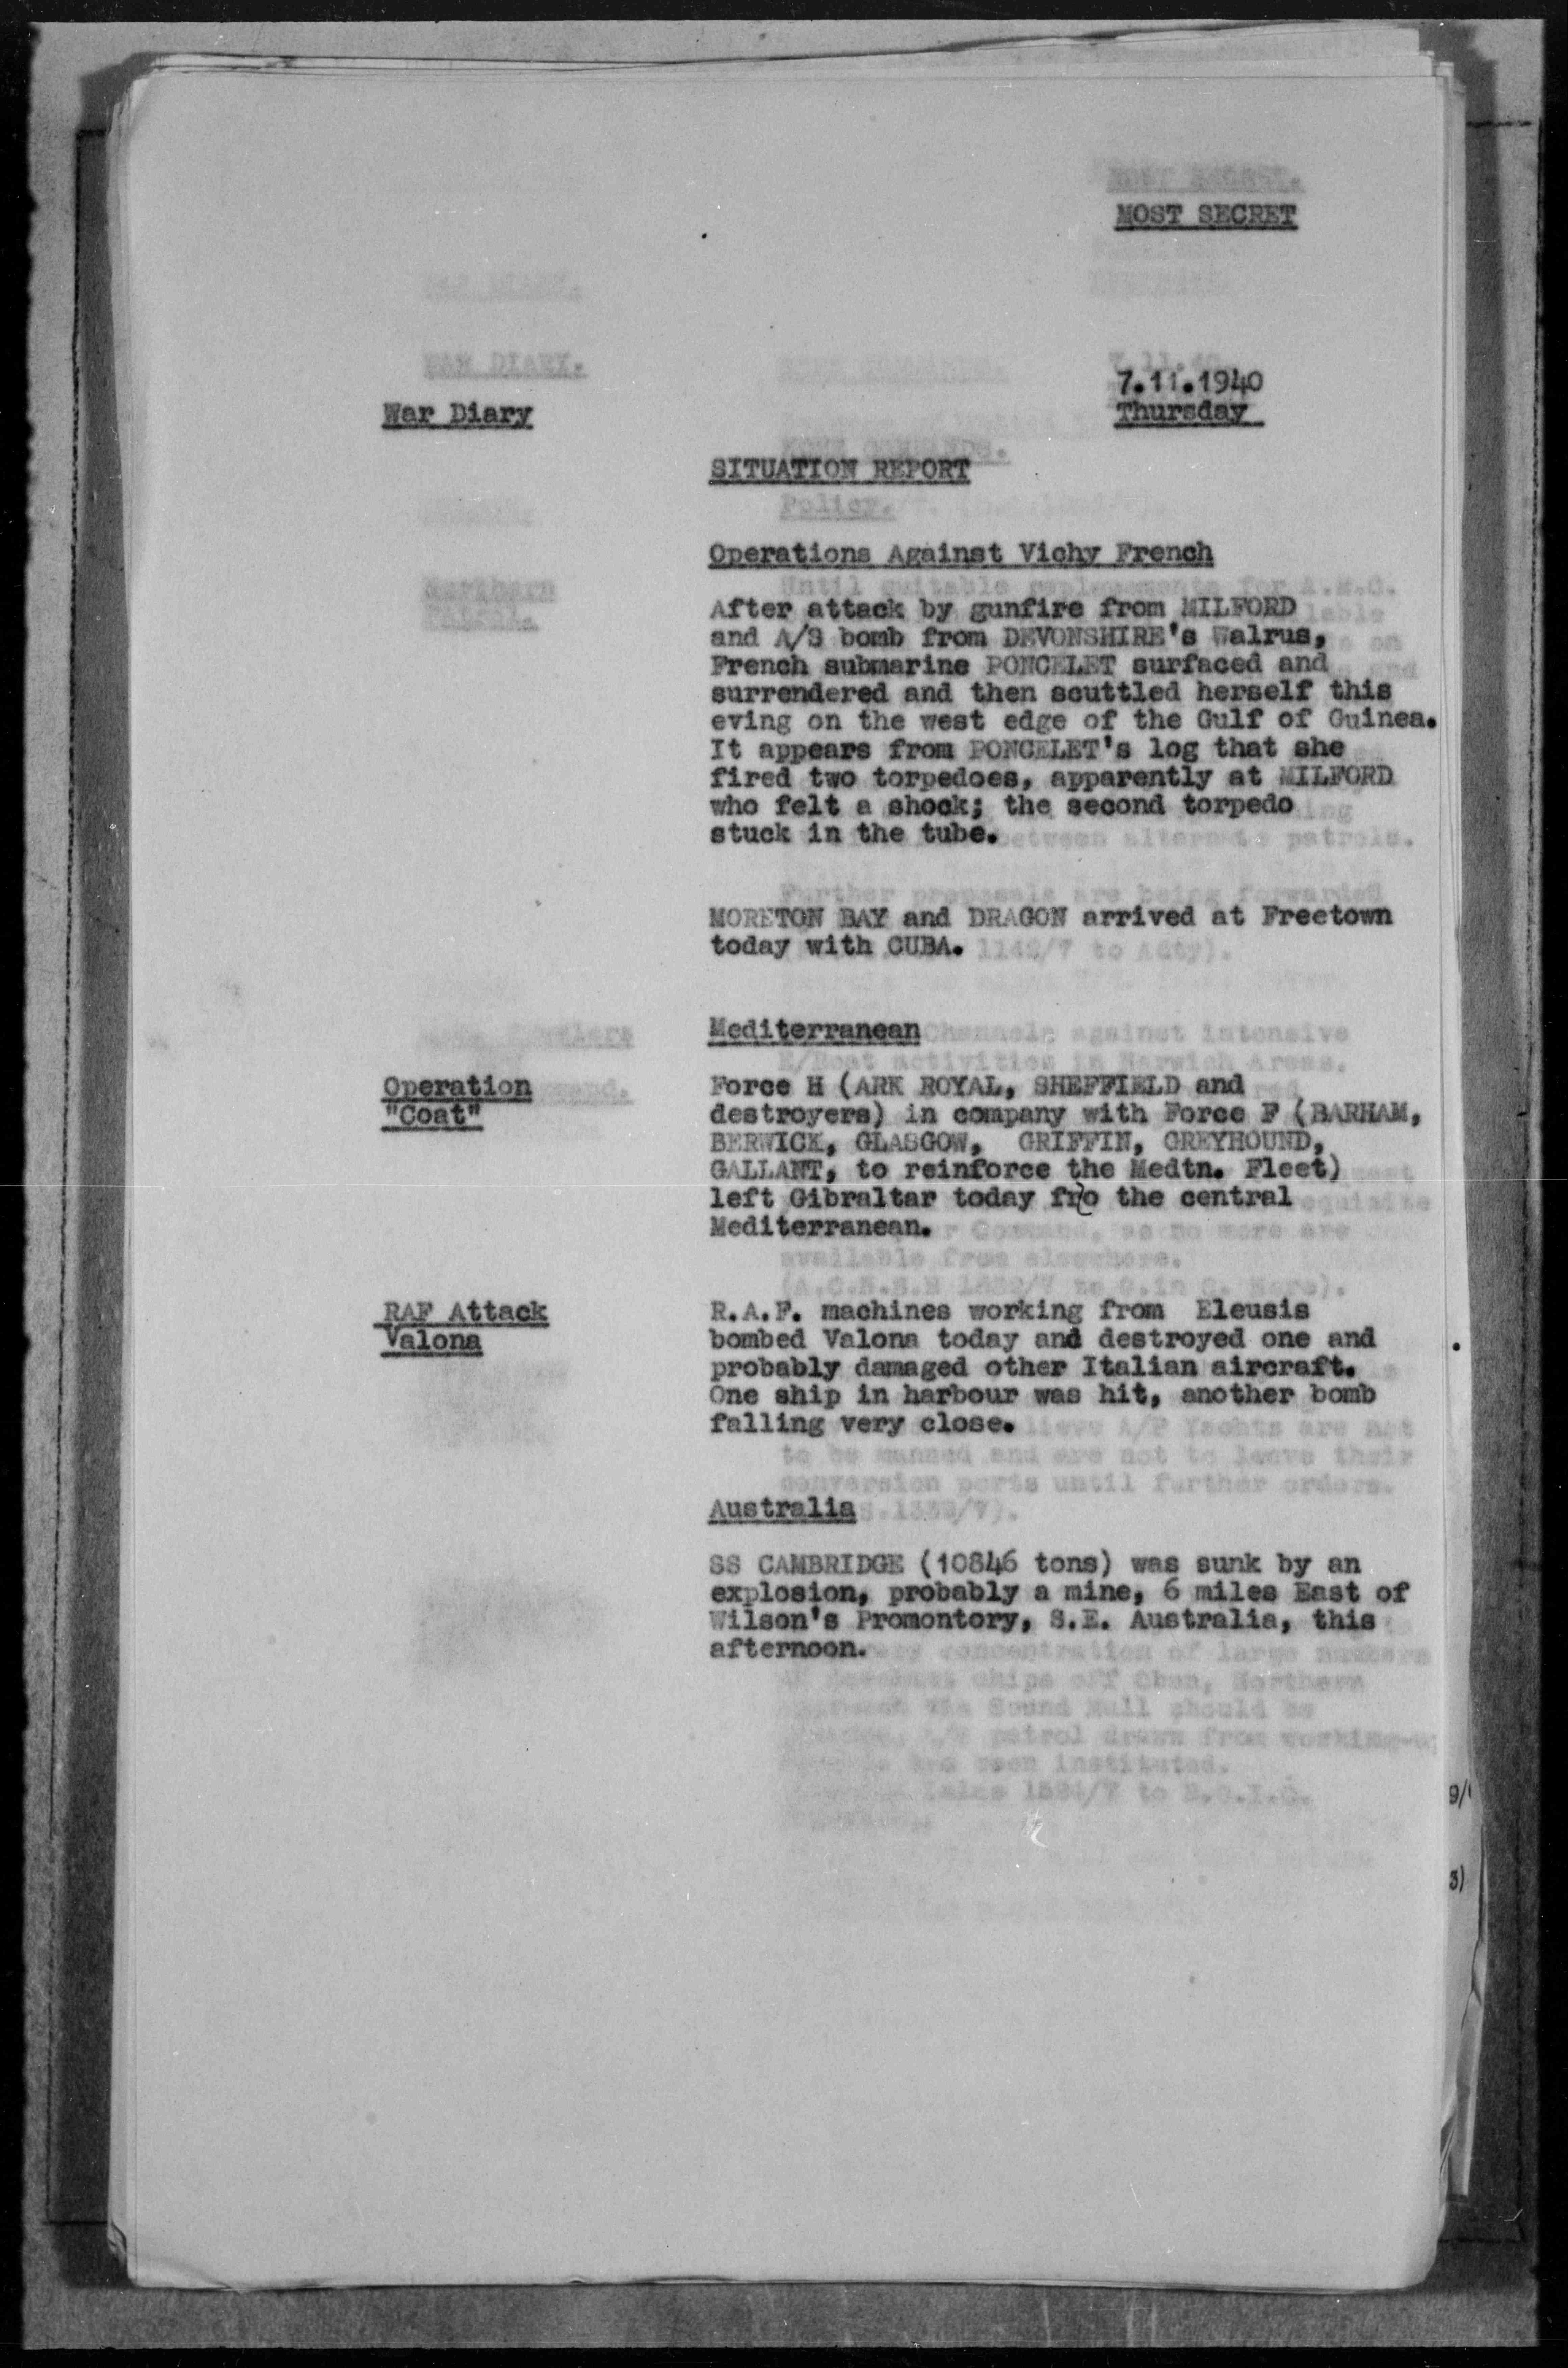 MOST SECRET
7.11.1940
War Diary
Thursday
SITUATION REPORT
Operations Against Vichy French
After attack by gunfire from MILFORD
and A/S bomb from DEVONSHIRE's Walrus,
French submarine PONCELET surfaced and
surrendered and then scuttled herself this
eving on the west edge of the Gulf of Guinea.
It appears from PONCELET's log that she
fired two torpedoes, apparently at MILFORD
who felt a shock; the second torpedo
stuck in the tube.
MORETON BAY and DRAGON arrived at Freetown
today with CUBA.
Mediterranean
Operation
"Coat"
Force H (ARK ROYAL, SHEFFIELD and
destroyers) in company with Force F (BARHAM,
BERWICK, GLASGOW, GRIFFIN, GREYHOUND,
GALLANT, to reinforce the Medtn. Fleet)
left Gibraltar today fro the central
Mediterranean.
RAF Attack
Valona
R.A.F. machines working from Eleusis
bombed Valona today and destroyed one and
probably damaged other Italian aircraft.
One ship in harbour was hit, another bomb
falling very close.
Australia
SS CAMBRIDGE (10846 tons) was sunk by an
explosion, probably a mine, 6 miles East of
Wilson's Promontory, S.E. Australia, this
afternoon.
9/
3)